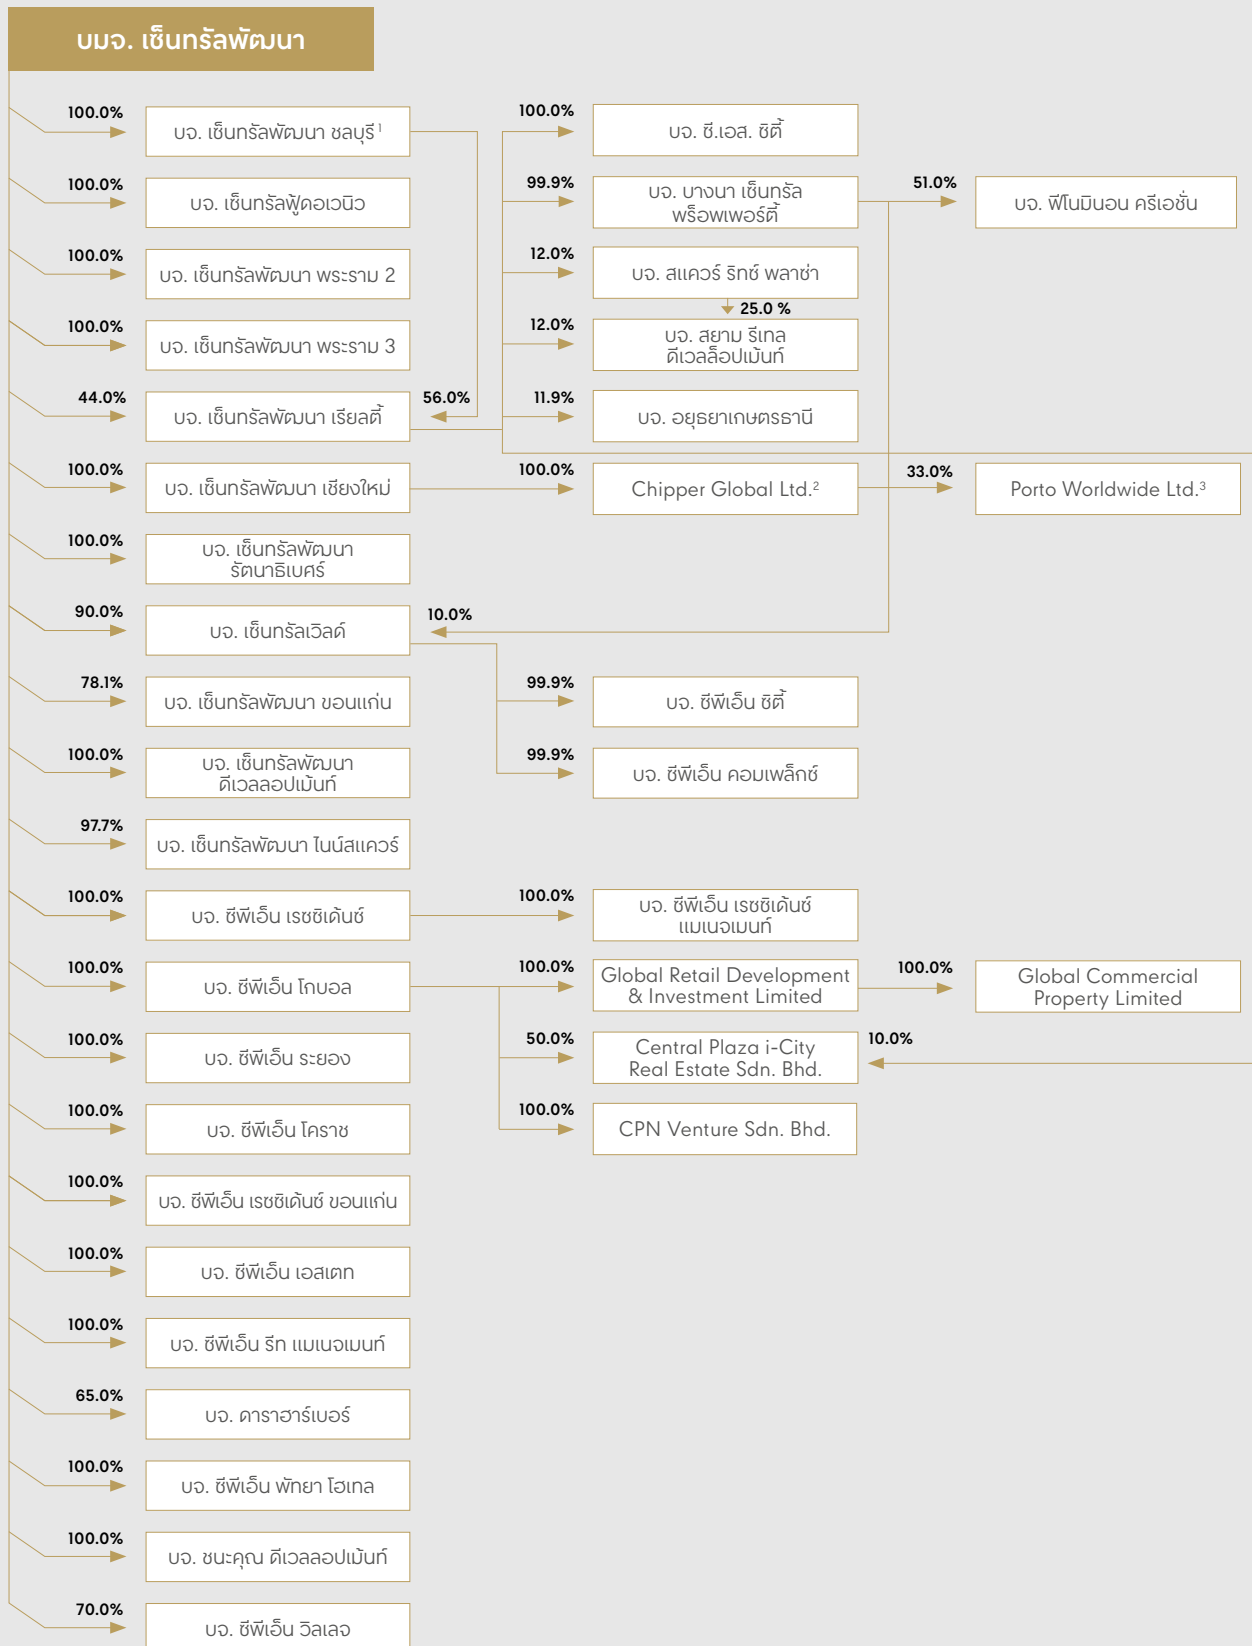 บมจ. เซ็นทรัลพัฒนา
100.0%
บจ. เซ็นทรัลพัฒนา ชลบุรี¹
100.0%
บจ. เซ็นทรัลฟู้ดอเวนิว
100.0%
บจ. เซ็นทรัลพัฒนา พระราม 2
100.0%
บจ. เซ็นทรัลพัฒนา พระราม 3
44.0%
บจ. เซ็นทรัลพัฒนา เรียลตี้
56.0%
100.0%
บจ. ซี.เอส. ซิตี้
99.9%
บจ. บางนา เซ็นทรัล
พร็อพเพอร์ตี้
51.0%
บจ. ฟีโนมินอน ครีเอชั่น
12.0%
บจ. สแควร์ ริทซ์ พลาซ่า
25.0 %
12.0%
บจ. สยาม รีเทล
ดีเวลล็อปเม้นท์
11.9%
บจ. อยุธยาเกษตรธานี
100.0%
บจ. เซ็นทรัลพัฒนา เชียงใหม่
100.0%
Chipper Global Ltd.²
33.0%
Porto Worldwide Ltd.³
100.0%
บจ. เซ็นทรัลพัฒนา
รัตนาธิเบศร์
90.0%
บจ. เซ็นทรัลเวิลด์
10.0%
78.1%
บจ. เซ็นทรัลพัฒนา ขอนแก่น
99.9%
บจ. ซีพีเอ็น ซิตี้
100.0%
บจ. เซ็นทรัลพัฒนา
ดีเวลลอปเม้นท์
99.9%
บจ. ซีพีเอ็น คอมเพล็กซ์
97.7%
บจ. เซ็นทรัลพัฒนา ไนน์สแควร์
100.0%
บจ. ซีพีเอ็น เรซซิเด้นซ์
100.0%
บจ. ซีพีเอ็น เรซซิเด้นซ์
แมเนจเมนท์
100.0%
บจ. ซีพีเอ็น โกบอล
100.0%
Global Retail Development
& Investment Limited
100.0%
Global Commercial
Property Limited
100.0%
บจ. ซีพีเอ็น ระยอง
50.0%
Central Plaza i-City
Real Estate Sdn. Bhd.
10.0%
100.0%
บจ. ซีพีเอ็น โคราช
100.0%
CPN Venture Sdn. Bhd.
100.0%
บจ. ซีพีเอ็น เรซซิเด้นซ์ ขอนแก่น
100.0%
บจ. ซีพีเอ็น เอสเตท
100.0%
บจ. ซีพีเอ็น รีท แมเนจเมนท์
65.0%
บจ. ดาราฮาร์เบอร์
100.0%
บจ. ซีพีเอ็น พัทยา โฮเทล
100.0%
บจ. ชนะคุณ ดีเวลลอปเม้นท์
70.0%
บจ. ซีพีเอ็น วิลเลจ